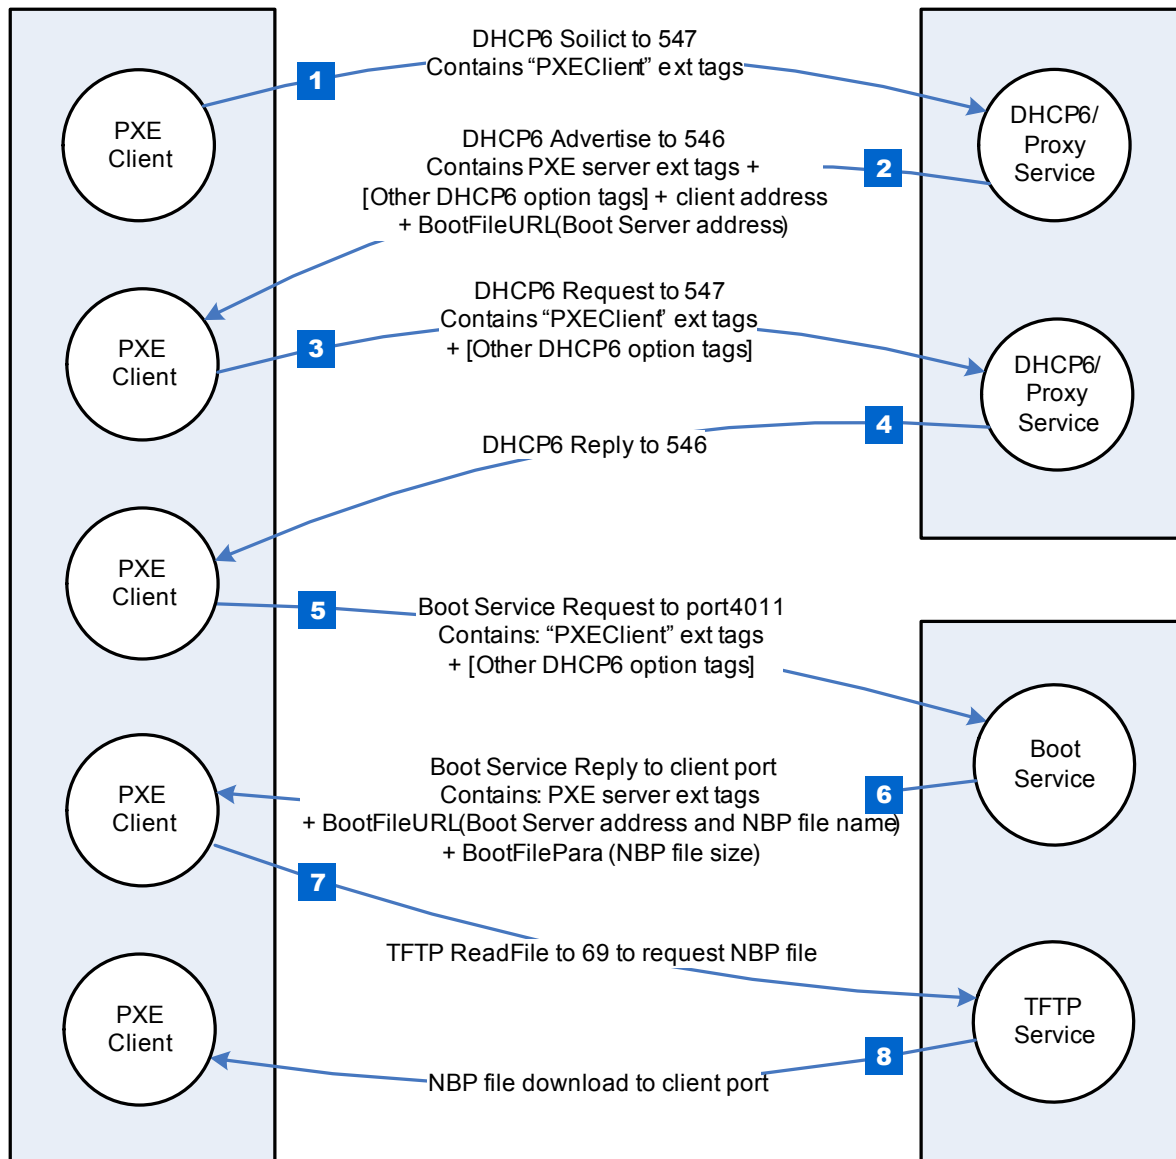 DHCP6 Soilict to 547
Contains “PXEClient” ext tags
1
PXE
Client
DHCP6/
Proxy
Service
DHCP6 Advertise to 546
Contains PXE server ext tags +
[Other DHCP6 option tags] + client address
+ BootFileURL(Boot Server address)
2
PXE
Client
DHCP6 Request to 547
Contains “PXEClient” ext tags
+ [Other DHCP6 option tags]
3
DHCP6/
Proxy
Service
4
DHCP6 Reply to 546
PXE
Client
5
Boot Service Request to port4011
Contains: “PXEClient” ext tags
+ [Other DHCP6 option tags]
Boot
Service
PXE
Client
Boot Service Reply to client port
Contains: PXE server ext tags
+ BootFileURL(Boot Server address and NBP file name)
+ BootFilePara (NBP file size)
6
7
TFTP ReadFile to 69 to request NBP file
TFTP
Service
PXE
Client
8
NBP file download to client port